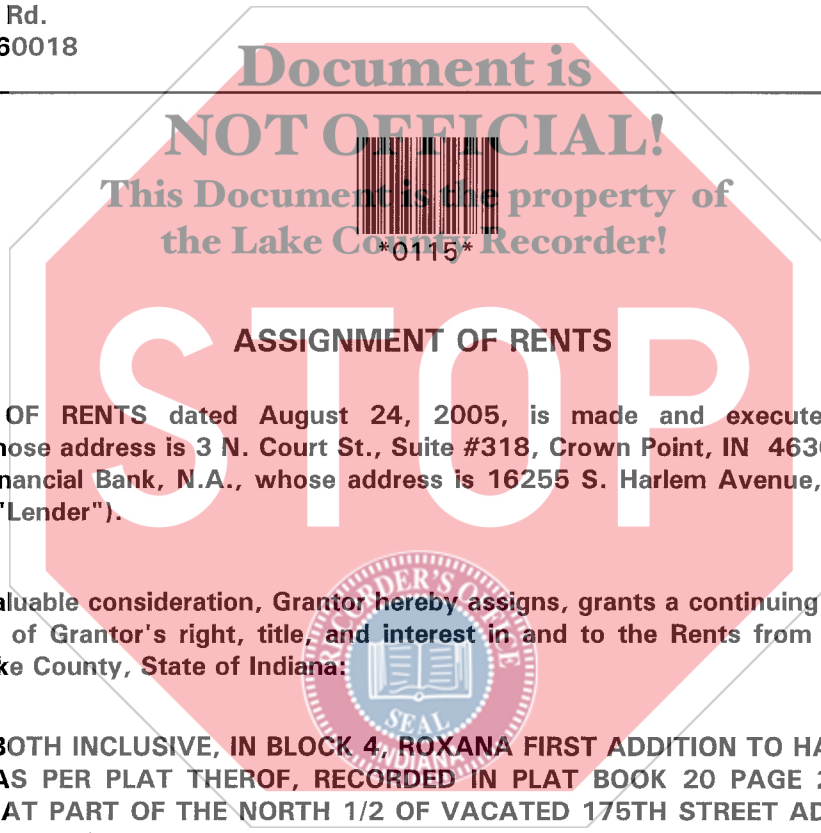 Rd.
60018
Document is
NOT OFFICIAL!
This Document is the property of
the Lake County Recorder!
*0115*
STOP
ASSIGNMENT OF RENTS
OF RENTS dated August 24, 2005, is made and execute
hose address is 3 N. Court St., Suite #318, Crown Point, IN 463
nancial Bank, N.A., whose address is 16255 S. Harlem Avenue,
"Lender").
aluable consideration, Grantor hereby assigns, grants a continuing
of Grantor's right, title, and interest in and to the Rents from
ke County, State of Indiana:
RECORDER'S OFFICE
SEAL
INDIANA
BOTH INCLUSIVE, IN BLOCK 4, ROXANA FIRST ADDITION TO HA
AS PER PLAT THEROF, RECORDED IN PLAT BOOK 20 PAGE 2
AT PART OF THE NORTH 1/2 OF VACATED 175TH STREET AD